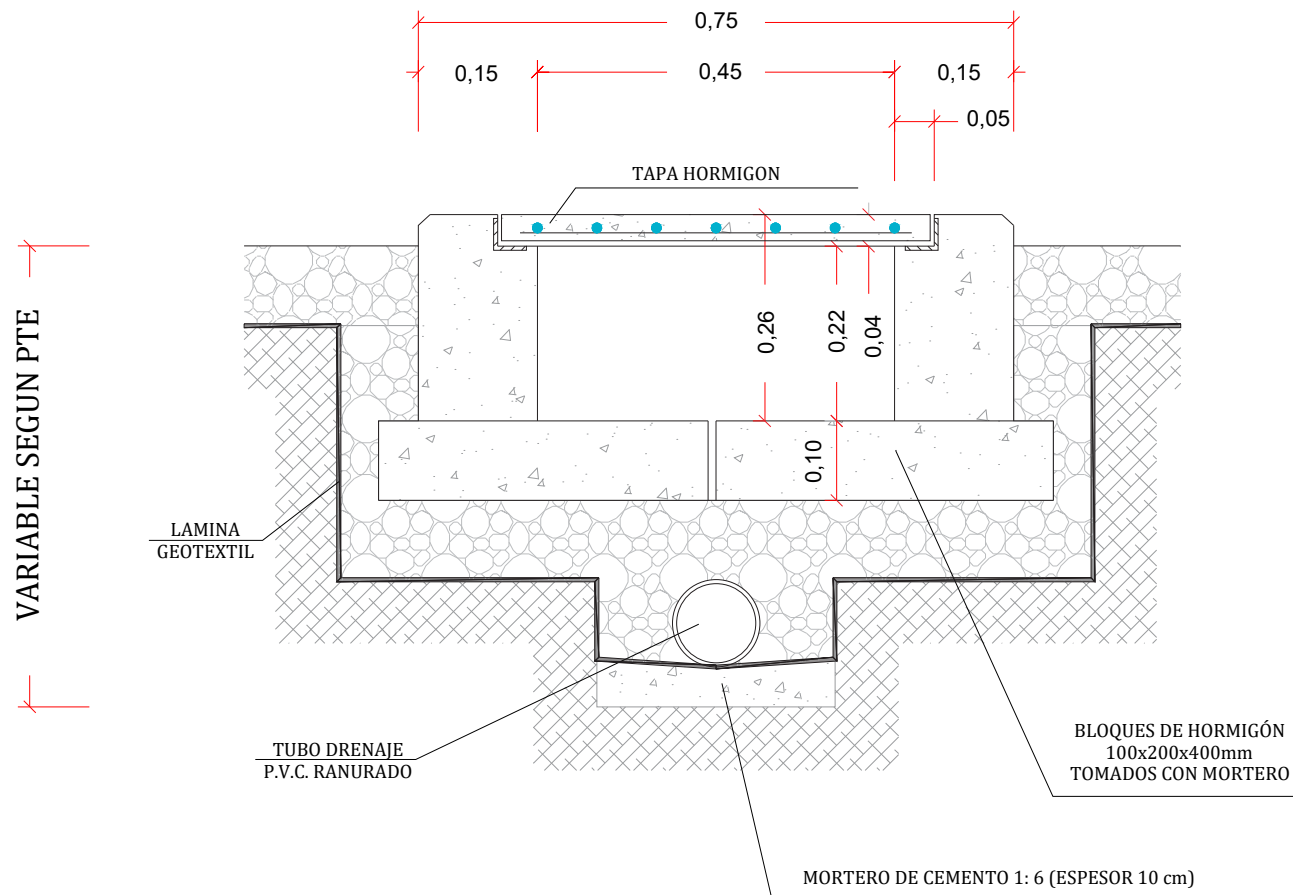 0,75
0,15
0,45
0,15
0,05
TAPA HORMIGON
0,26
0,22
0,04
0,10
VARIABLE SEGUN PTE
LAMINA
GEOTEXTIL
TUBO DRENAJE
P.V.C. RANURADO
BLOQUES DE HORMIGÓN
100x200x400mm
TOMADOS CON MORTERO
MORTERO DE CEMENTO 1: 6 (ESPESOR 10 cm)